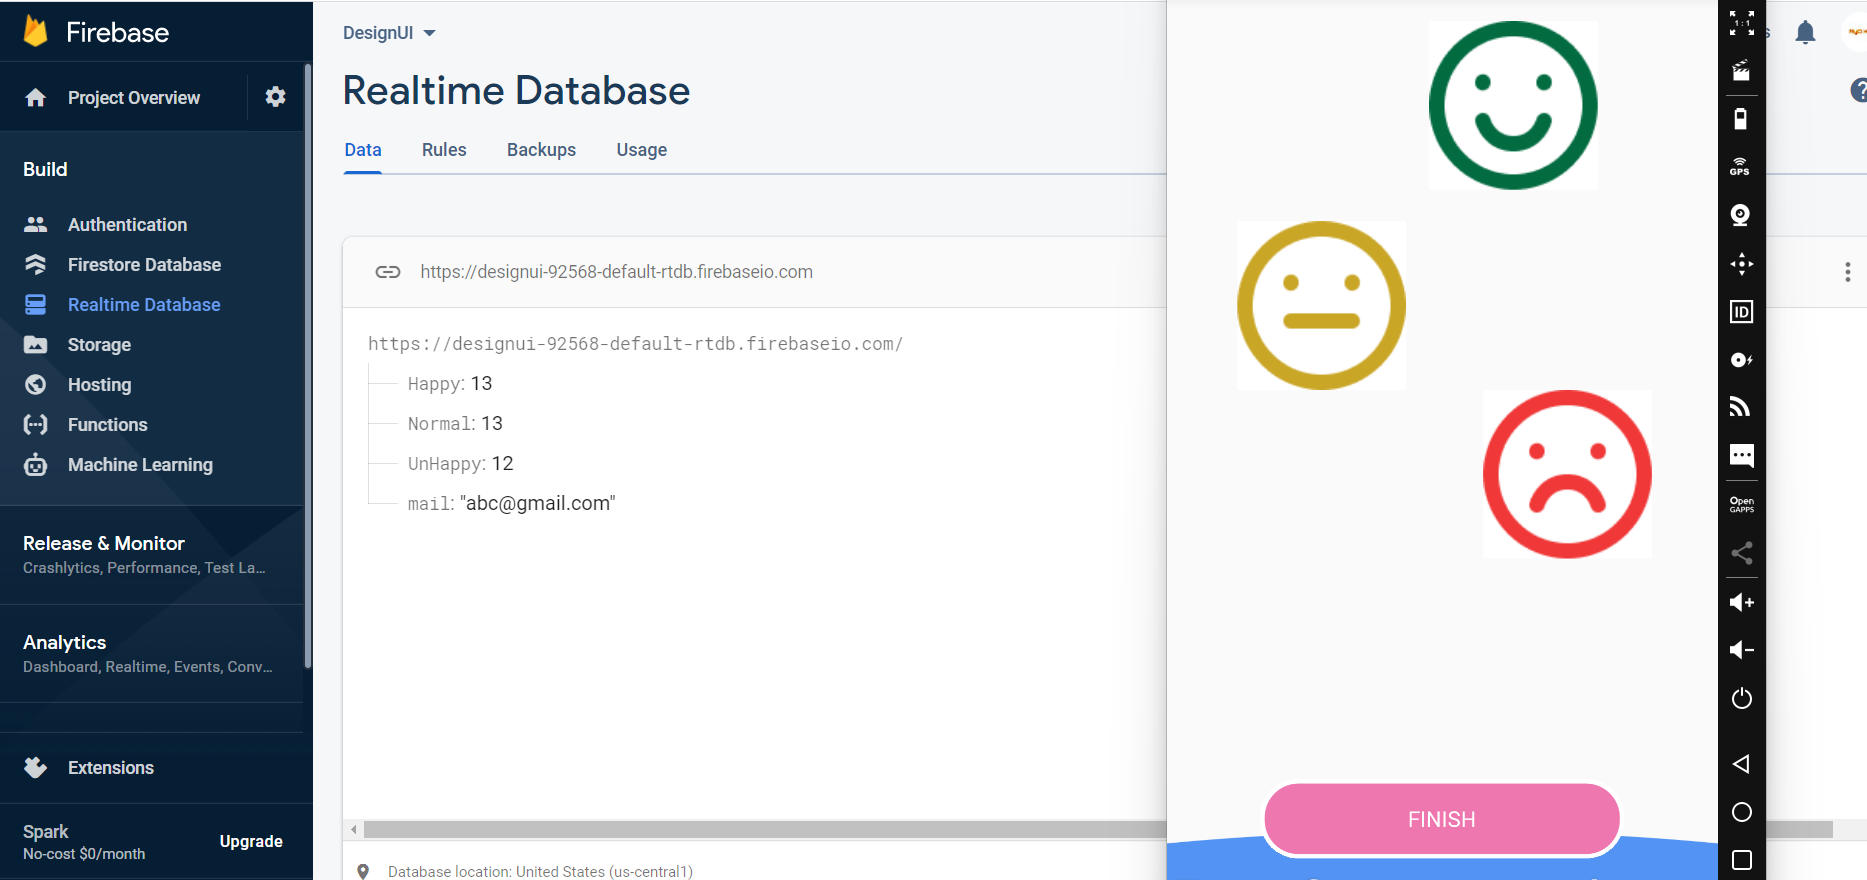 Firebase
Project Overview
Build
Authentication
Firestore Database
Realtime Database
Storage
Hosting
Functions
Machine Learning
Release & Monitor
Crashlytics, Performance, Test La...
Analytics
Dashboard, Realtime, Events, Conv...
Extensions
Spark
No-cost $0/month
Upgrade
DesignUI
Realtime Database
Data Rules Backups Usage
https://designui-92568-default-rtdb.firebaseio.com
https://designui-92568-default-rtdb.firebaseio.com/
Happy: 13
Normal: 13
UnHappy: 12
mail: "abc@gmail.com"
Database location: United States (us-central1)
FINISH
1:1
GPS
ID
Open
GAPPS
s
?